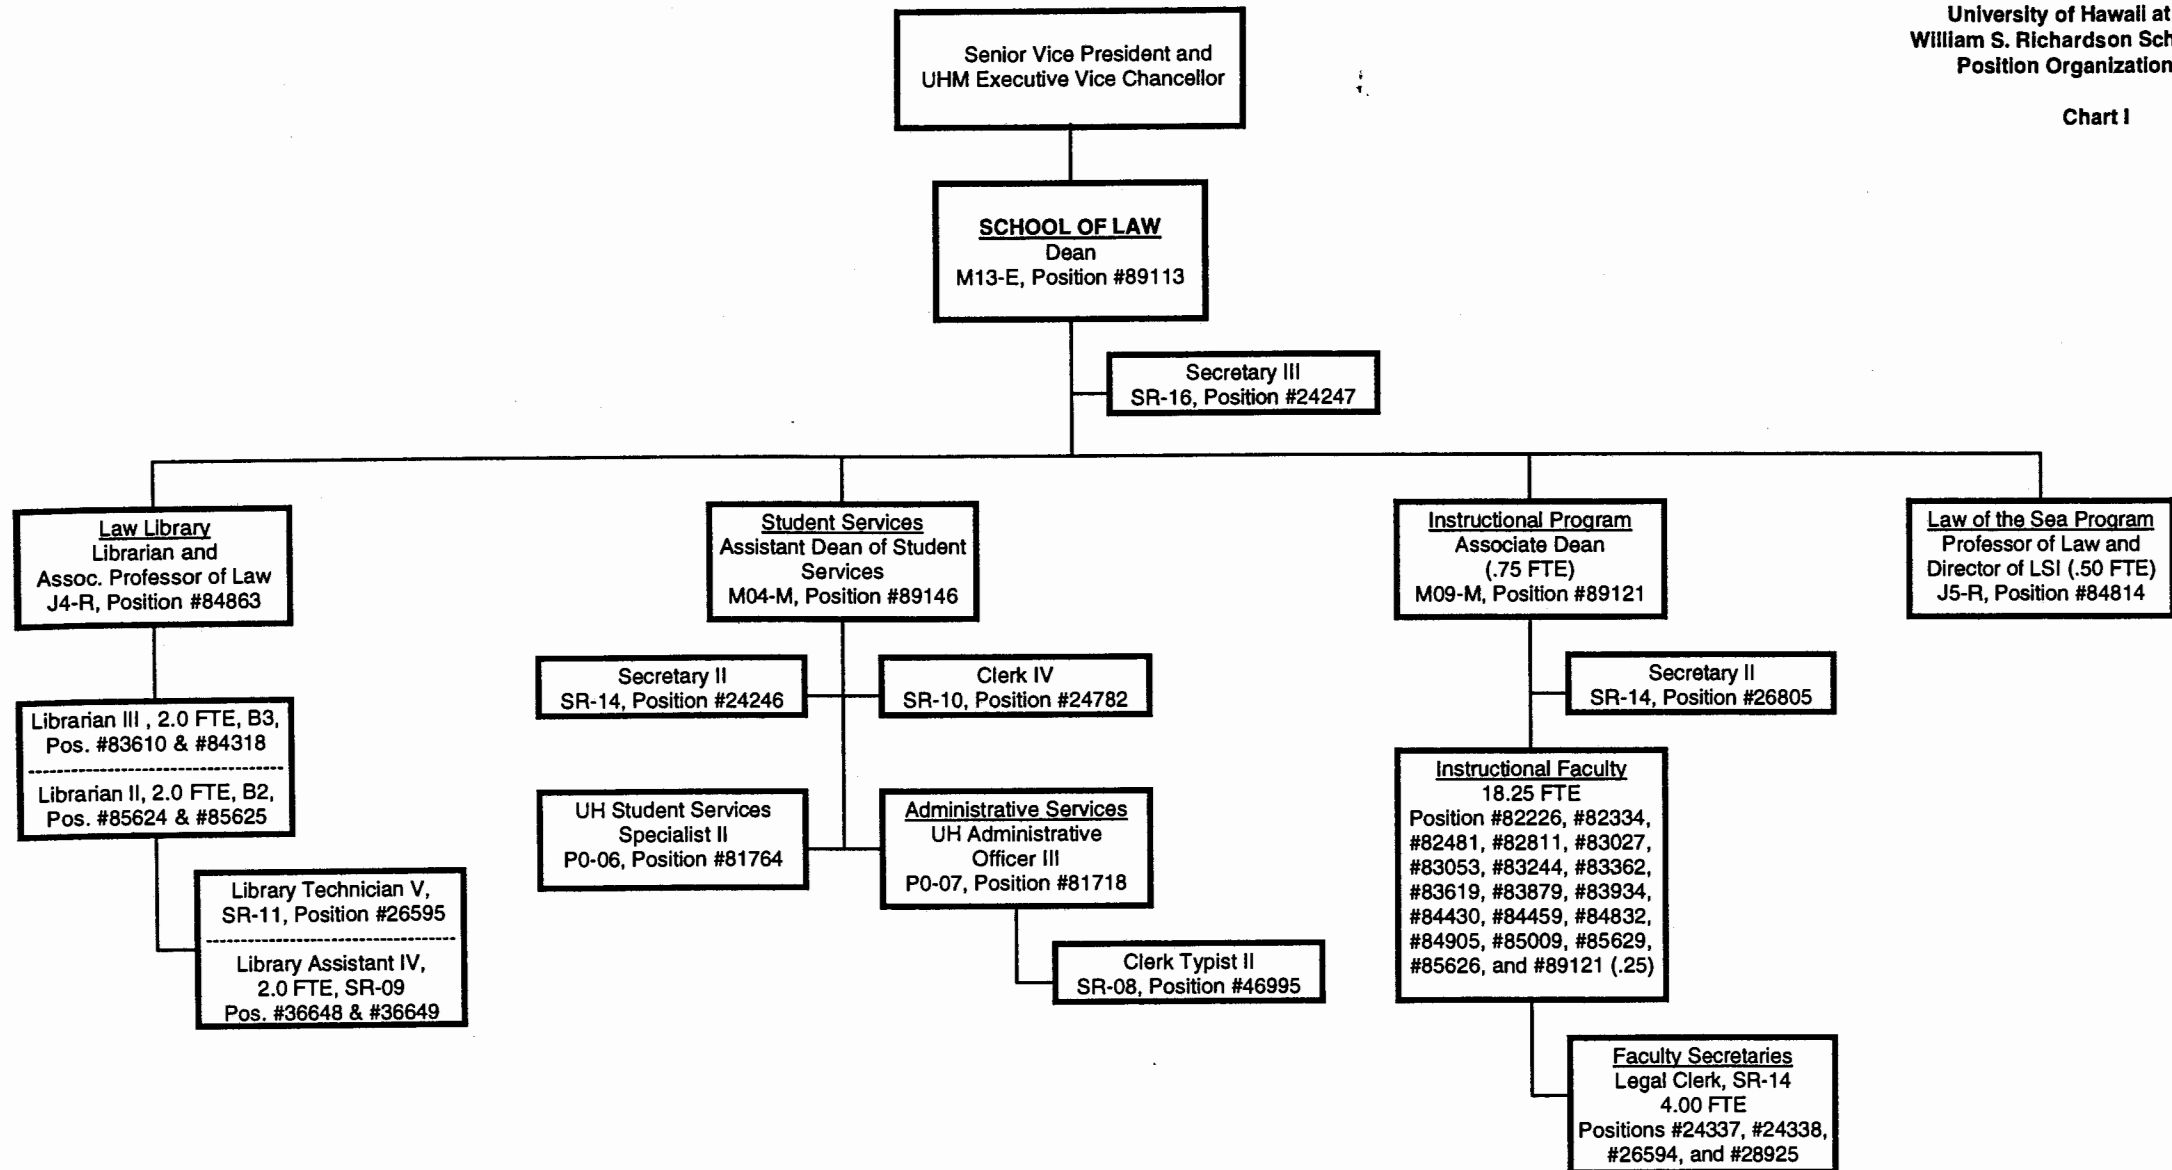 University of Hawaii at
William S. Richardson Sch
Position Organization
Chart I
Senior Vice President and
UHM Executive Vice Chancellor
SCHOOL OF LAW
Dean
M13-E, Position #89113
Secretary III
SR-16, Position #24247
Law Library
Librarian and
Assoc. Professor of Law
J4-R, Position #84863
Librarian III , 2.0 FTE, B3,
Pos. #83610 & #84318
Librarian II, 2.0 FTE, B2,
Pos. #85624 & #85625
Library Technician V,
SR-11, Position #26595
Library Assistant IV,
2.0 FTE, SR-09
Pos. #36648 & #36649
Student Services
Assistant Dean of Student
Services
M04-M, Position #89146
Secretary II
SR-14, Position #24246
Clerk IV
SR-10, Position #24782
UH Student Services
Specialist II
P0-06, Position #81764
Administrative Services
UH Administrative
Officer III
P0-07, Position #81718
Clerk Typist II
SR-08, Position #46995
Instructional Program
Associate Dean
(.75 FTE)
M09-M, Position #89121
Secretary II
SR-14, Position #26805
Instructional Faculty
18.25 FTE
Position #82226, #82334,
#82481, #82811, #83027,
#83053, #83244, #83362,
#83619, #83879, #83934,
#84430, #84459, #84832,
#84905, #85009, #85629,
#85626, and #89121 (.25)
Faculty Secretaries
Legal Clerk, SR-14
4.00 FTE
Positions #24337, #24338,
#26594, and #28925
Law of the Sea Program
Professor of Law and
Director of LSI (.50 FTE)
J5-R, Position #84814